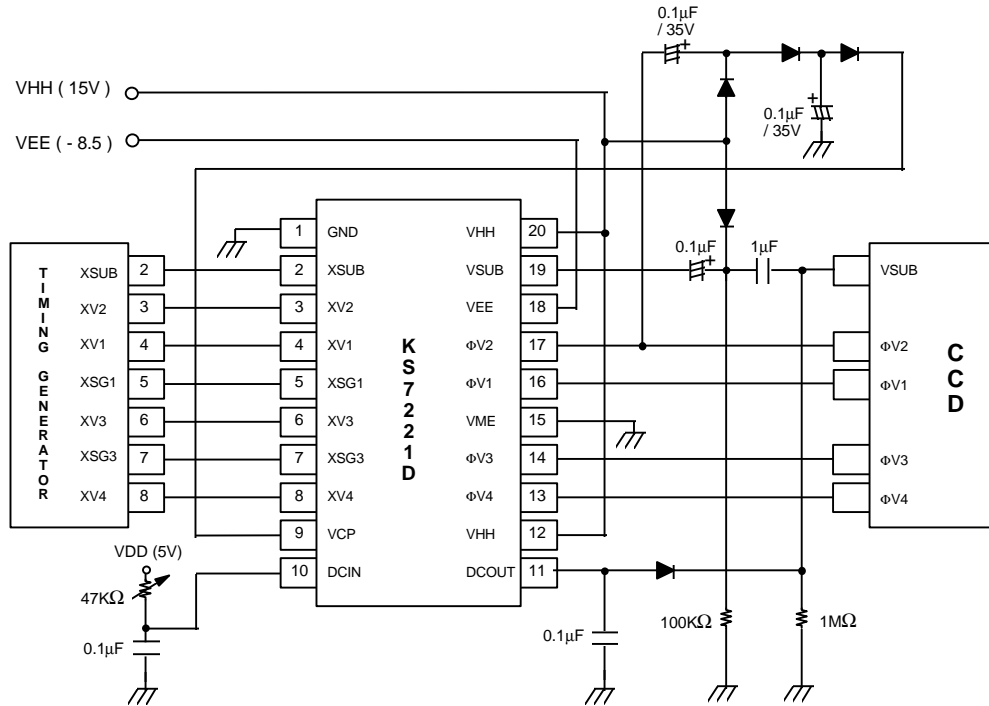 0.1μF
/ 35V
VHH ( 15V )
0.1μF
/ 35V
VEE ( - 8.5 )
TIMING GENERATOR
XSUB 2
XV2 3
XV1 4
XSG1 5
XV3 6
XSG3 7
XV4 8
KS7221D
1 GND VHH 20
2 XSUB VSUB 19
3 XV2 VEE 18
4 XV1 ΦV2 17
5 XSG1 ΦV1 16
6 XV3 VME 15
7 XSG3 ΦV3 14
8 XV4 ΦV4 13
9 VCP VHH 12
10 DCIN DCOUT 11
0.1μF
1μF
CCD
VSUB
ΦV2
ΦV1
ΦV3
ΦV4
VDD (5V)
47KΩ
0.1μF
0.1μF
100KΩ
1MΩ